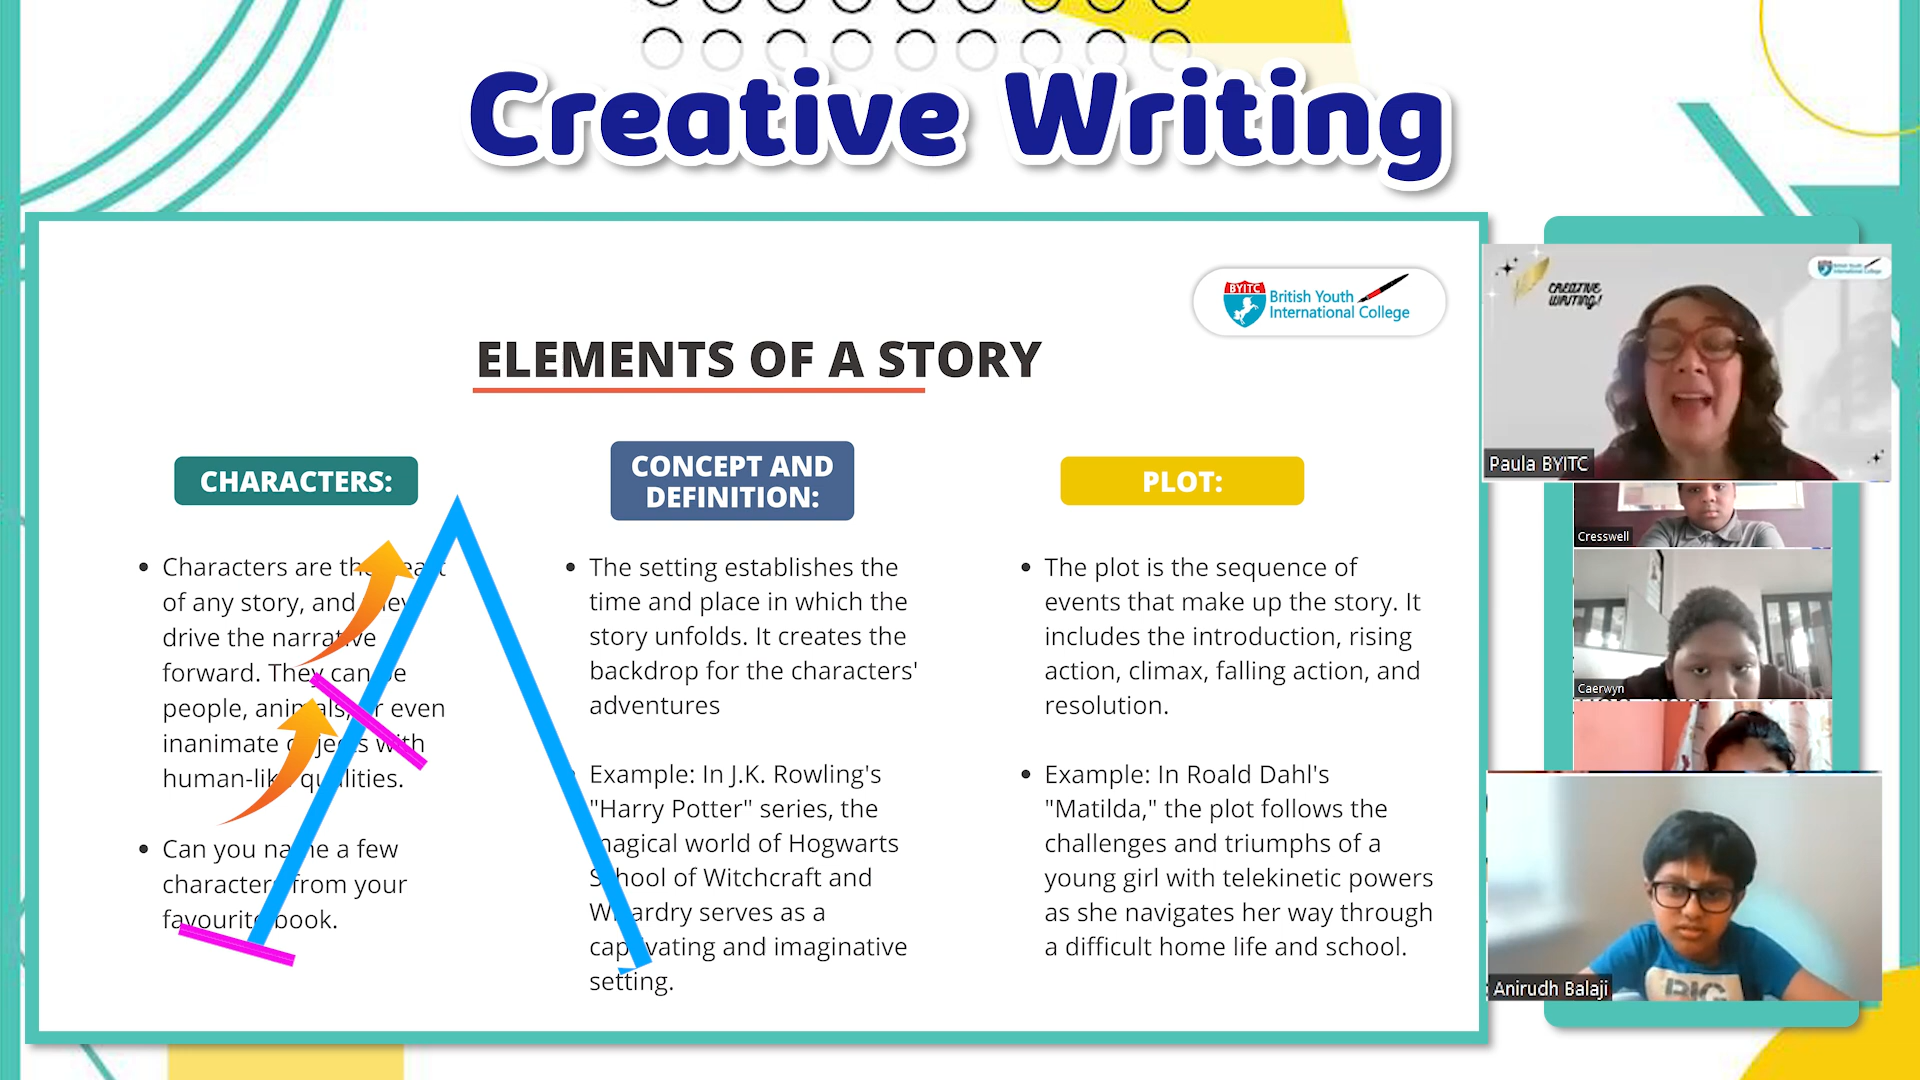 Creative Writing
BYITC
British Youth
International College
ELEMENTS OF A STORY
CHARACTERS:
Characters are the heart
of any story, and they
drive the narrative
forward. They can be
people, animals, or even
inanimate objects with
human-like qualities.
Can you name a few
characters from your
favourite book.
CONCEPT AND
DEFINITION:
The setting establishes the
time and place in which the
story unfolds. It creates the
backdrop for the characters'
adventures
Example: In J.K. Rowling's
"Harry Potter" series, the
magical world of Hogwarts
School of Witchcraft and
Wizardry serves as a
captivating and imaginative
setting.
PLOT:
The plot is the sequence of
events that make up the story. It
includes the introduction, rising
action, climax, falling action, and
resolution.
Example: In Roald Dahl's
"Matilda," the plot follows the
challenges and triumphs of a
young girl with telekinetic powers
as she navigates her way through
a difficult home life and school.
CREATIVE
WRITING!
British Youth
International College
Paula BYITC
Cresswell
Caerwyn
BIG
Anirudh Balaji